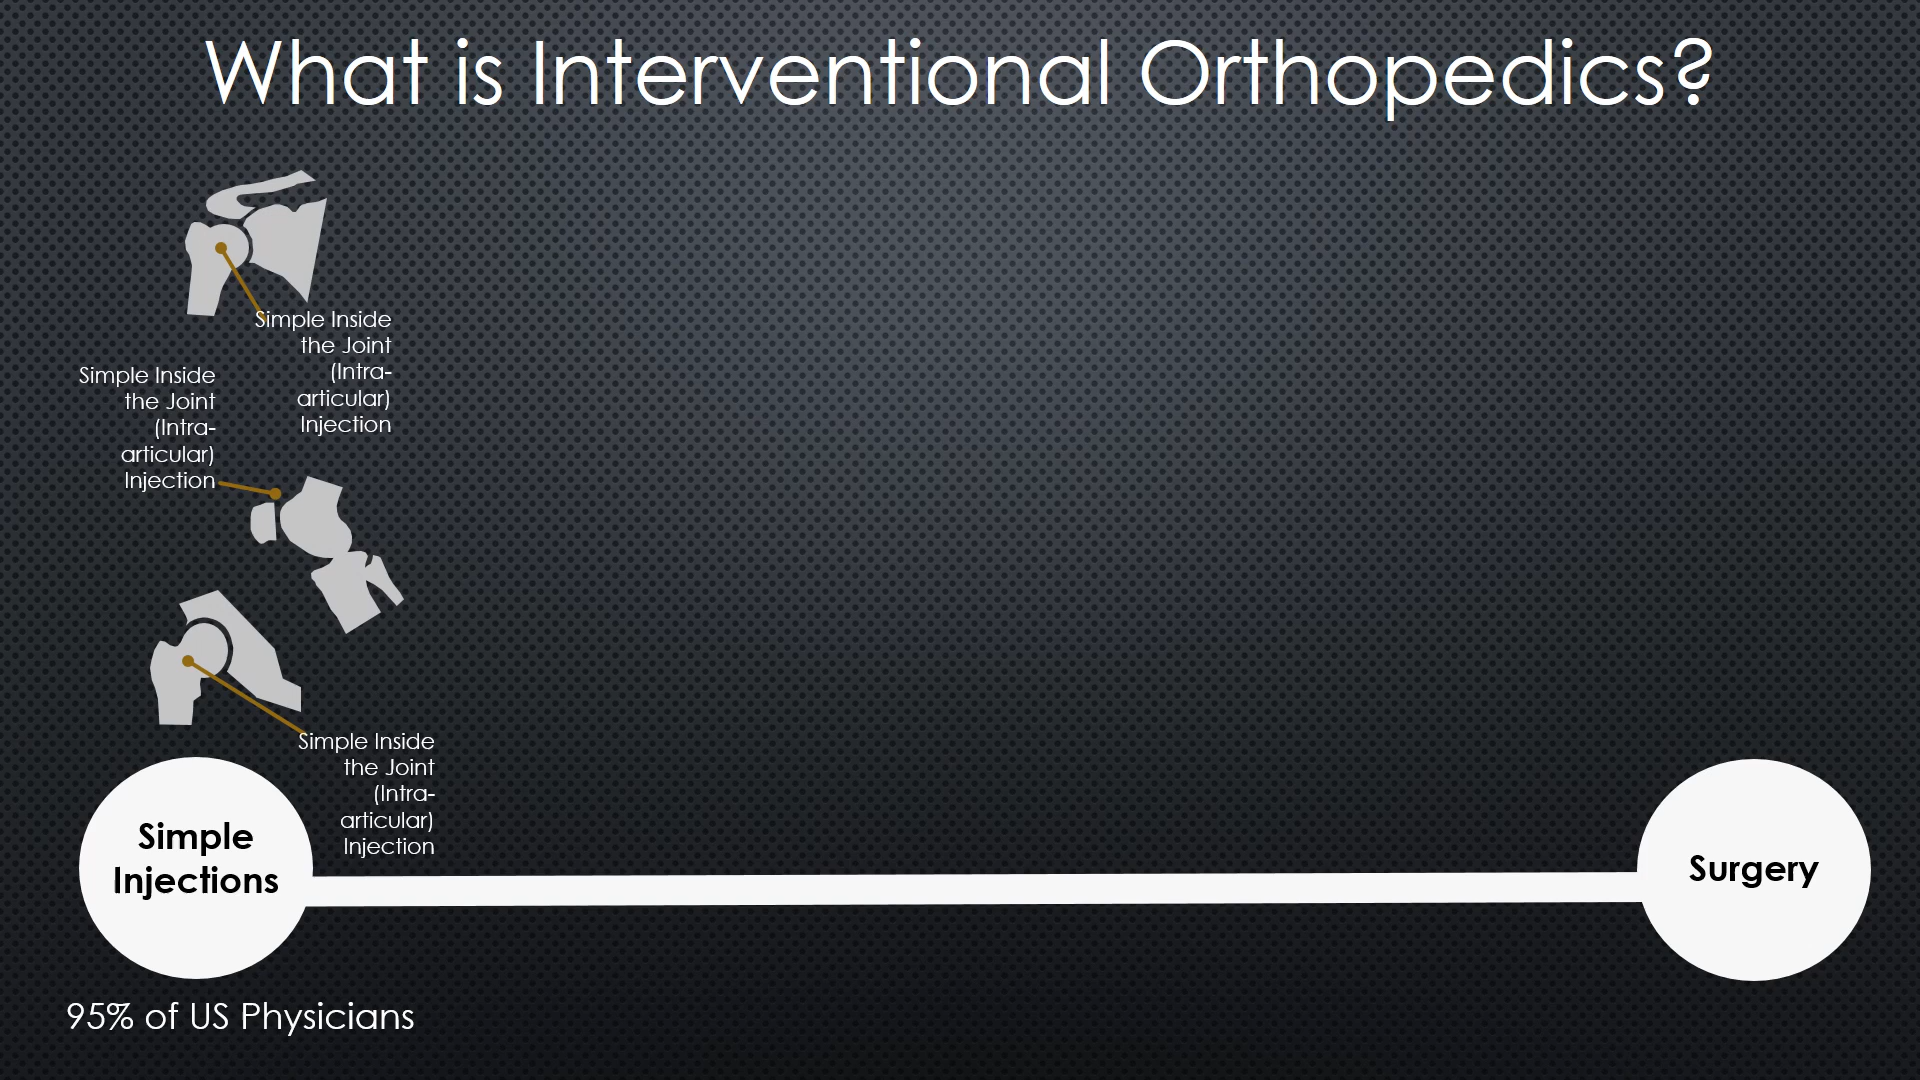 What is Interventional Orthopedics?
Simple Inside
the Joint
(Intra-
articular)
Injection
Simple Inside
the Joint
(Intra-
articular)
Injection
Simple Inside
the Joint
(Intra-
articular)
Injection
Simple
Injections
Surgery
95% of US Physicians